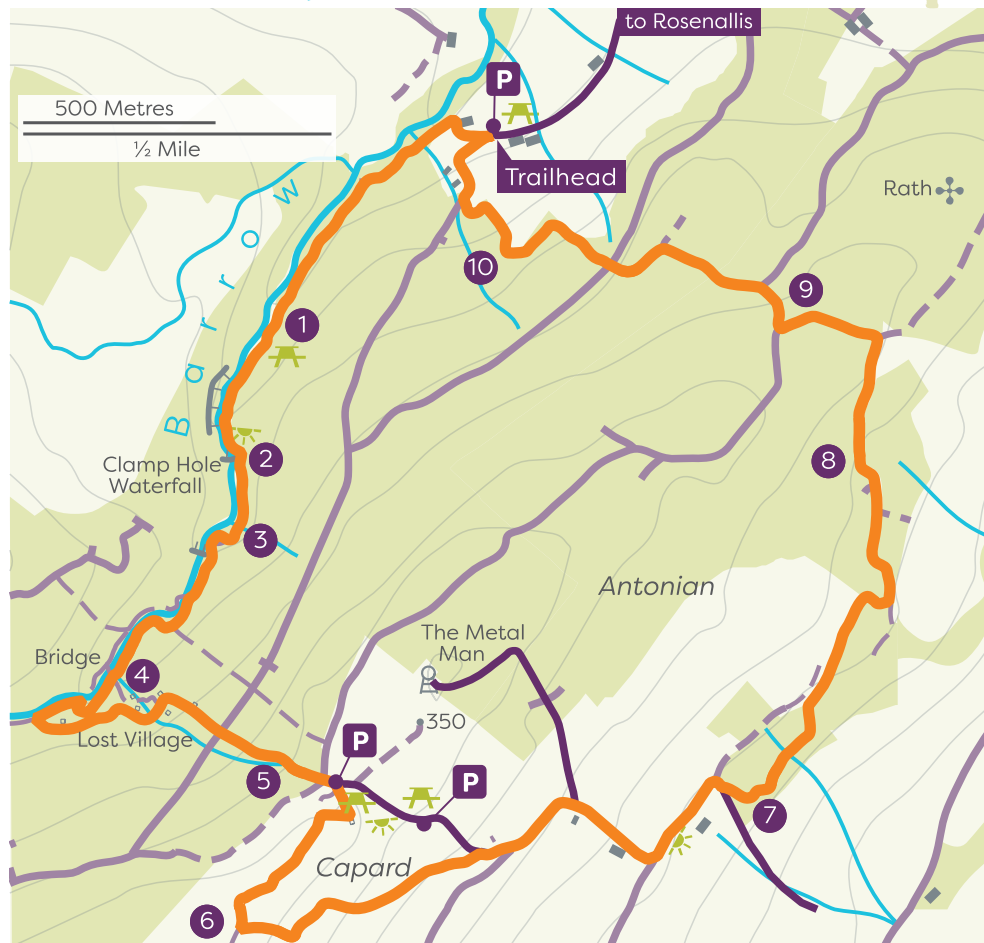 to Rosenallis
P
500 Metres
½ Mile
Trailhead
Rath
Barrow
10
9
1
2
Clamp Hole
Waterfall
8
3
Antonian
The Metal
Man
Bridge
4
350
Lost Village
P
P
5
7
Capard
6